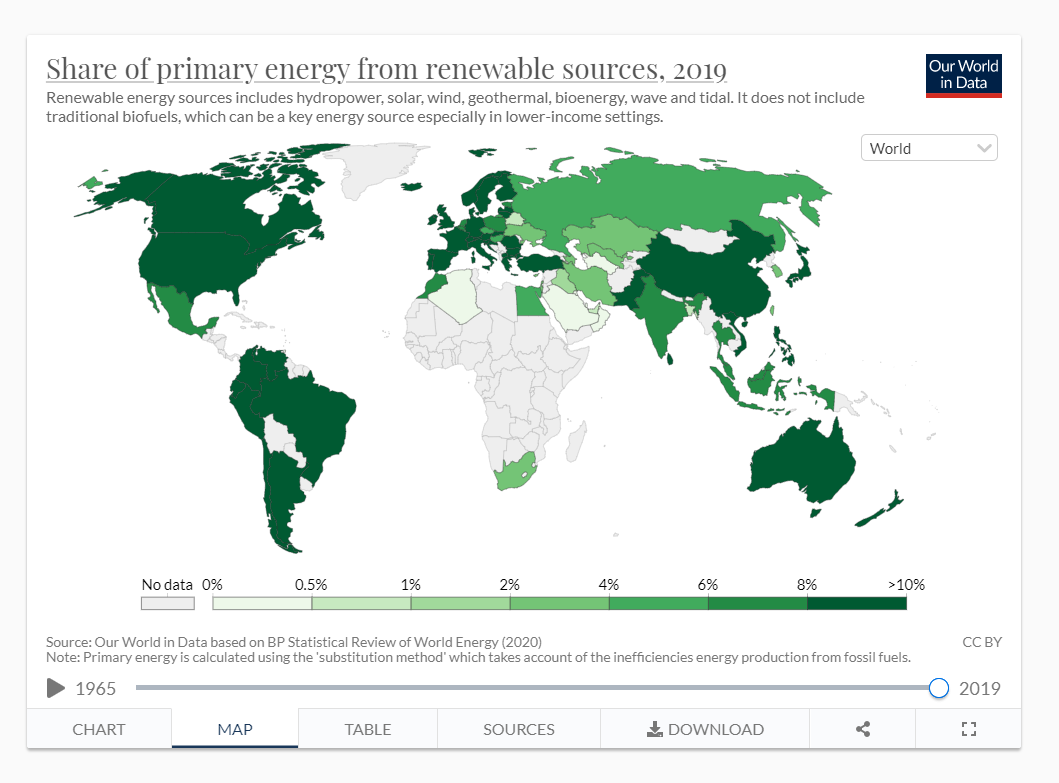 Share of primary energy from renewable sources, 2019
Our World
in Data
Renewable energy sources includes hydropower, solar, wind, geothermal, bioenergy, wave and tidal. It does not include
traditional biofuels, which can be a key energy source especially in lower-income settings.
World
No data 0% 0.5% 1% 2% 4% 6% 8% >10%
Source: Our World in Data based on BP Statistical Review of World Energy (2020) CC BY
Note: Primary energy is calculated using the 'substitution method' which takes account of the inefficiencies energy production from fossil fuels.
1965 2019
CHART MAP TABLE SOURCES DOWNLOAD